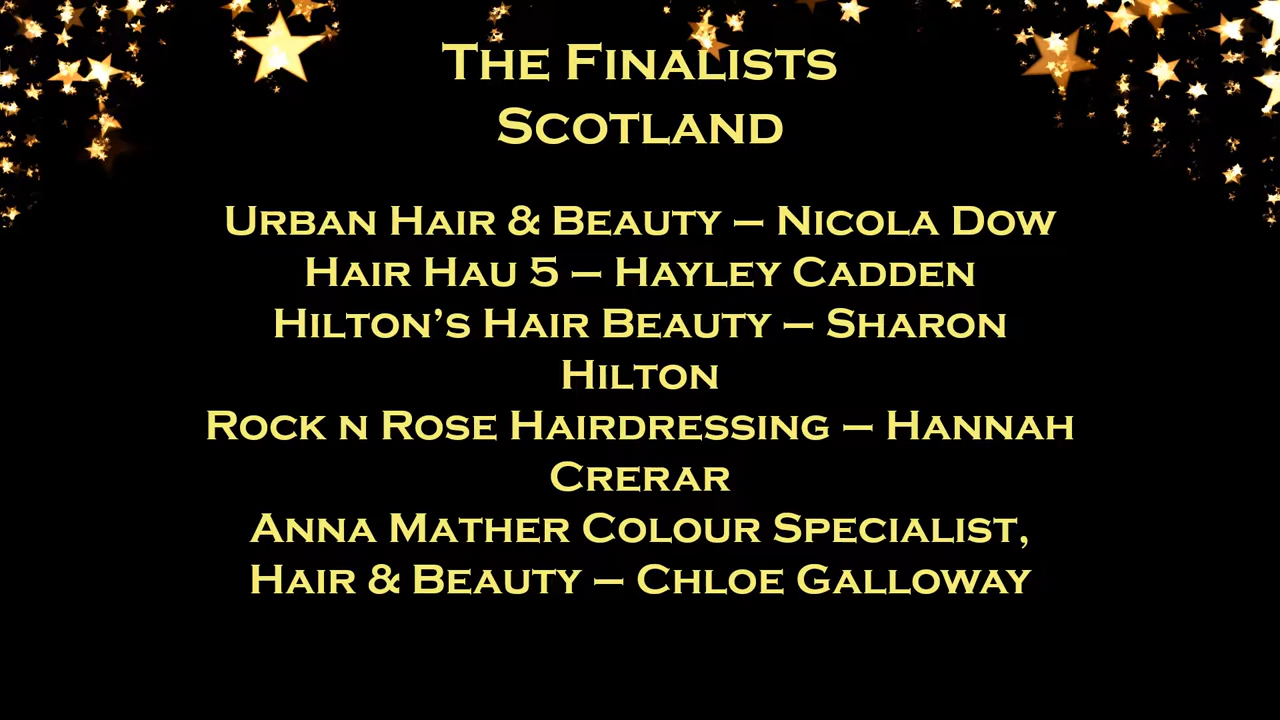 The Finalists
Scotland
Urban Hair & Beauty – Nicola Dow
Hair Hau 5 – Hayley Cadden
Hilton’s Hair Beauty – Sharon
Hilton
Rock n Rose Hairdressing – Hannah
Crerar
Anna Mather Colour Specialist,
Hair & Beauty – Chloe Galloway